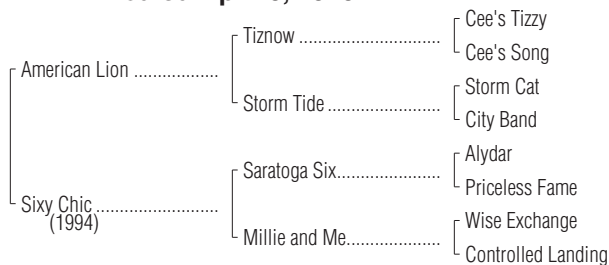 Cee's Tizzy
Tiznow ..........................................
Cee's Song
American Lion ..................
Storm Cat
Storm Tide ........................
City Band
Alydar
Saratoga Six......................
Priceless Fame
Sixy Chic ..........................
(1994)
Wise Exchange
Millie and Me....................
Controlled Landing